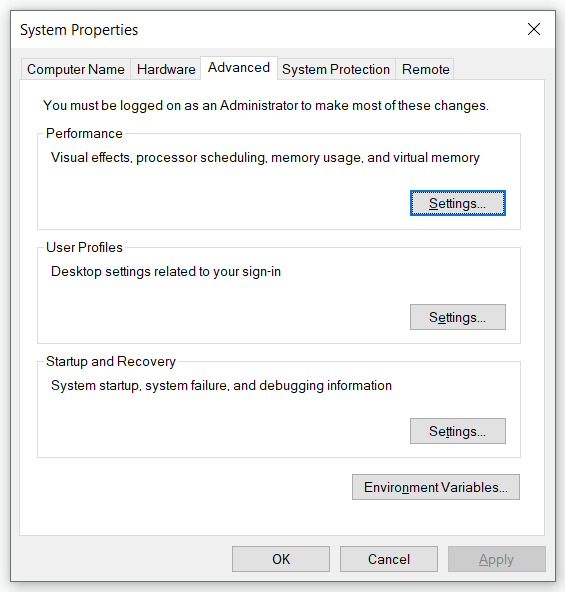 System Properties
Computer Name Hardware Advanced System Protection Remote
You must be logged on as an Administrator to make most of these changes.
Performance
Visual effects, processor scheduling, memory usage, and virtual memory
Settings...
User Profiles
Desktop settings related to your sign-in
Settings...
Startup and Recovery
System startup, system failure, and debugging information
Settings...
Environment Variables...
OK Cancel Apply